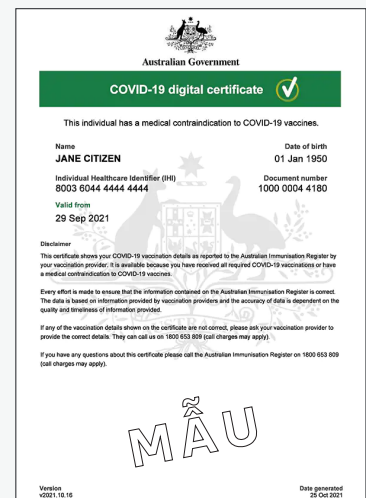 Australian Government
COVID-19 digital certificate
This individual has a medical contraindication to COVID-19 vaccines.
Name
JANE CITIZEN
Date of birth
01 Jan 1950
Individual Healthcare Identifier (IHI)
8003 6044 4444 4444
Document number
1000 0004 4180
Valid from
29 Sep 2021
Disclaimer
This certificate shows your COVID-19 vaccination details as reported to the Australian Immunisation Register by
your vaccination provider. It is available because you have received all required COVID-19 vaccinations or have
a medical contraindication to COVID-19 vaccines.
Every effort is made to ensure that the information contained on the Australian Immunisation Register is correct.
The data is based on information provided by vaccination providers and the accuracy of data is dependent on the
quality and timeliness of information provided.
If any of the vaccination details shown on the certificate are not correct, please ask your vaccination provider to
provide the correct details. They can call us on 1800 653 809
(call charges may apply).
If you have any questions about this certificate please call the Australian Immunisation Register on 1800 653 809
(call charges may apply).
MẪU
Version
v2021.10.16
Date generated
25 Oct 2021